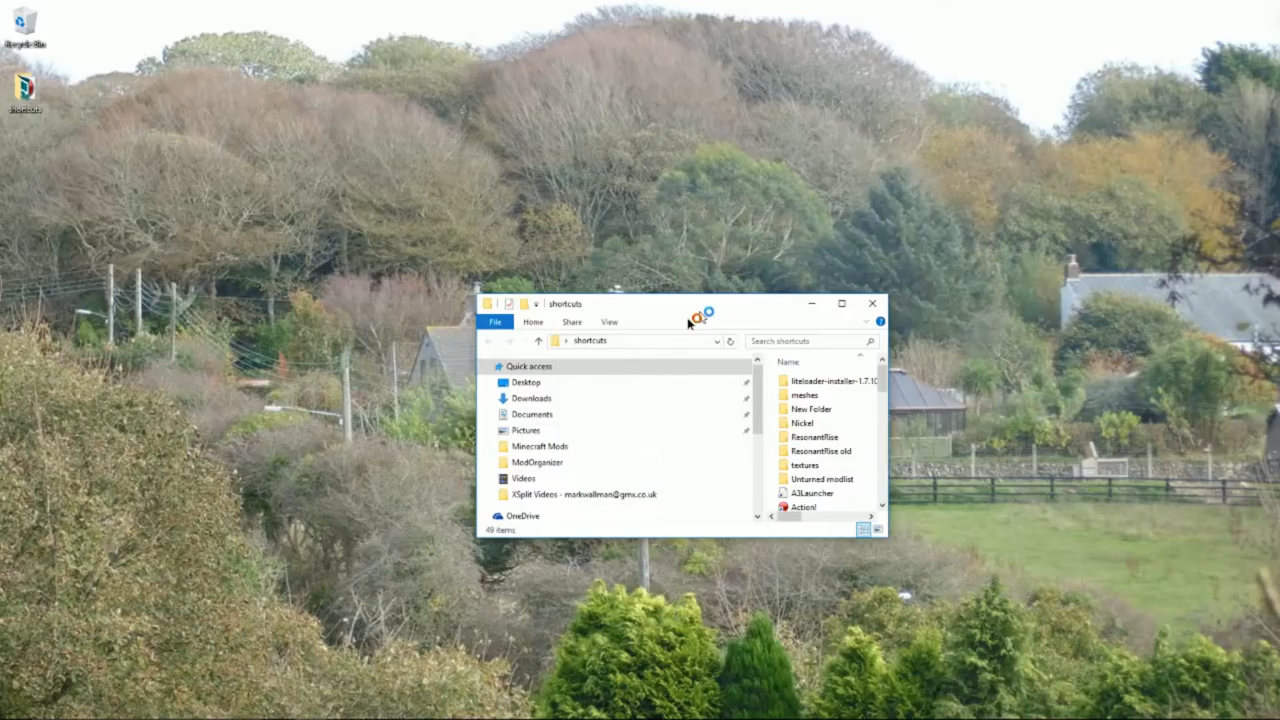 Recycle Bin
shortcuts
shortcuts
File Home Share View
shortcuts
Search shortcuts
Quick access
Desktop
Downloads
Documents
Pictures
Minecraft Mods
ModOrganizer
Videos
XSplit Videos - markwallman@gmx.co.uk
OneDrive
Name
liteloader-installer-1.7.10
meshes
New Folder
Nickel
ResonantRise
ResonantRise old
textures
Unturned modlist
A3Launcher
Action!
49 items